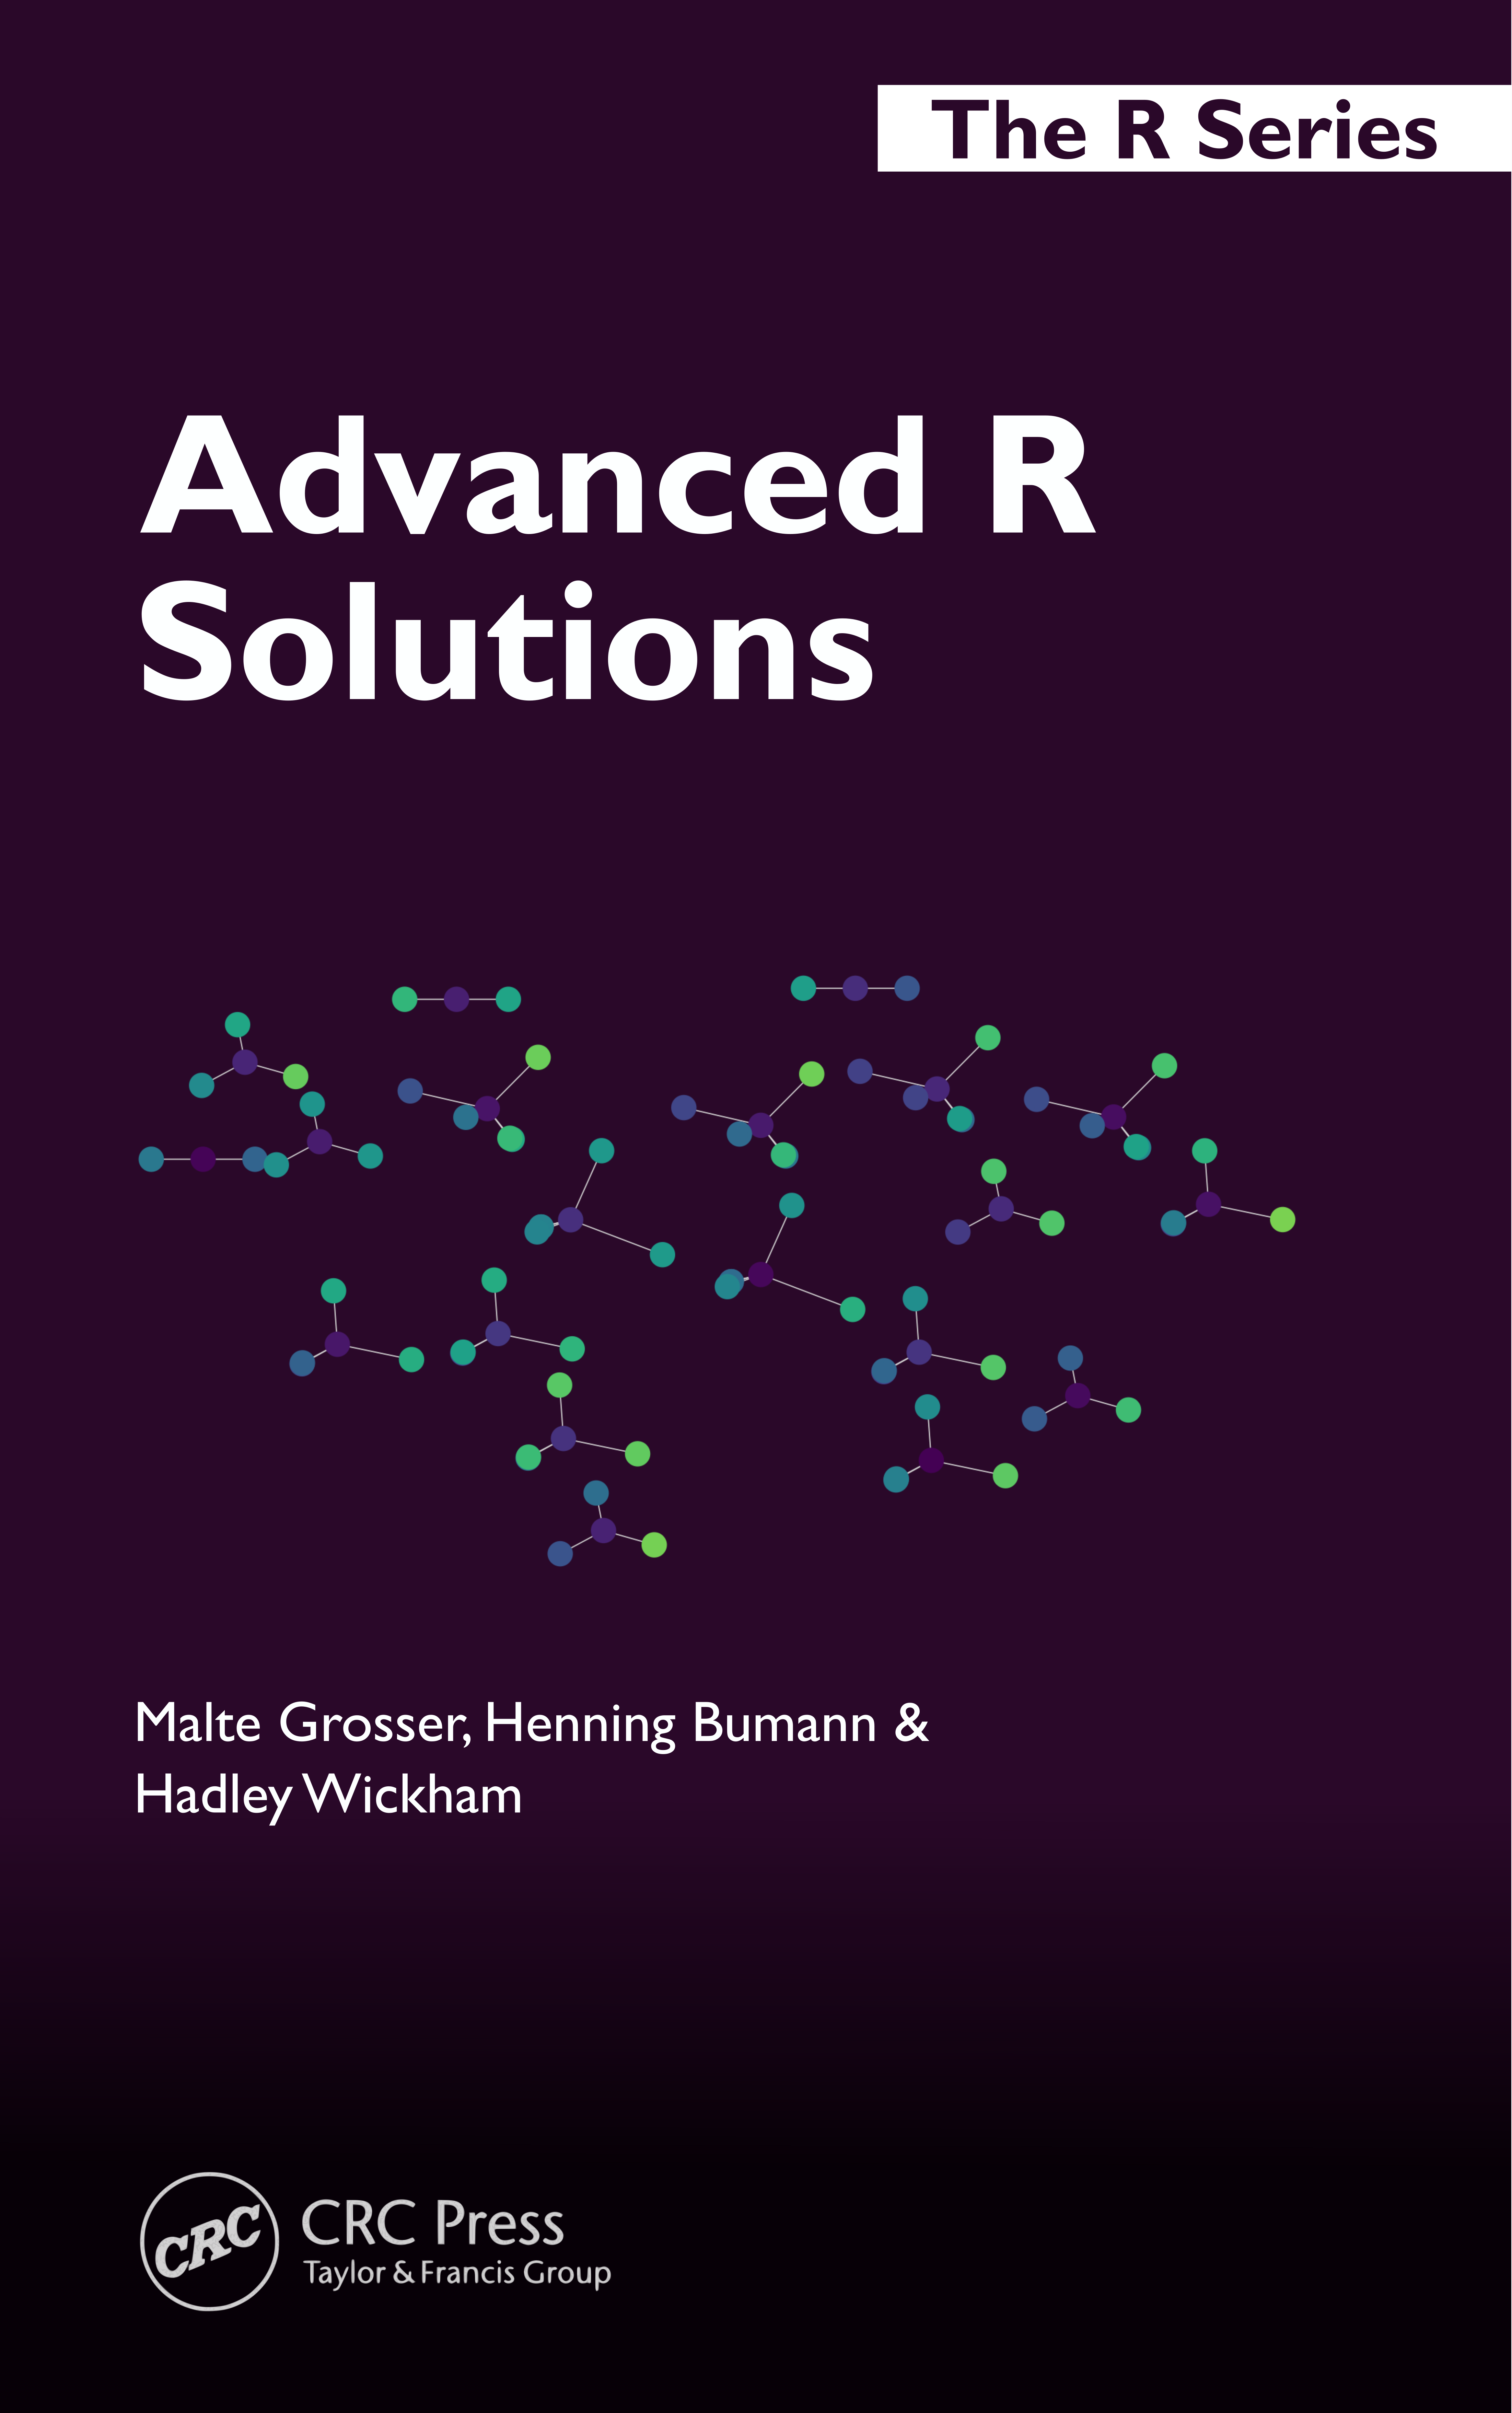 The R Series
Advanced R
Solutions
Malte Grosser, Henning Bumann &
Hadley Wickham
CRC
CRC Press
Taylor & Francis Group